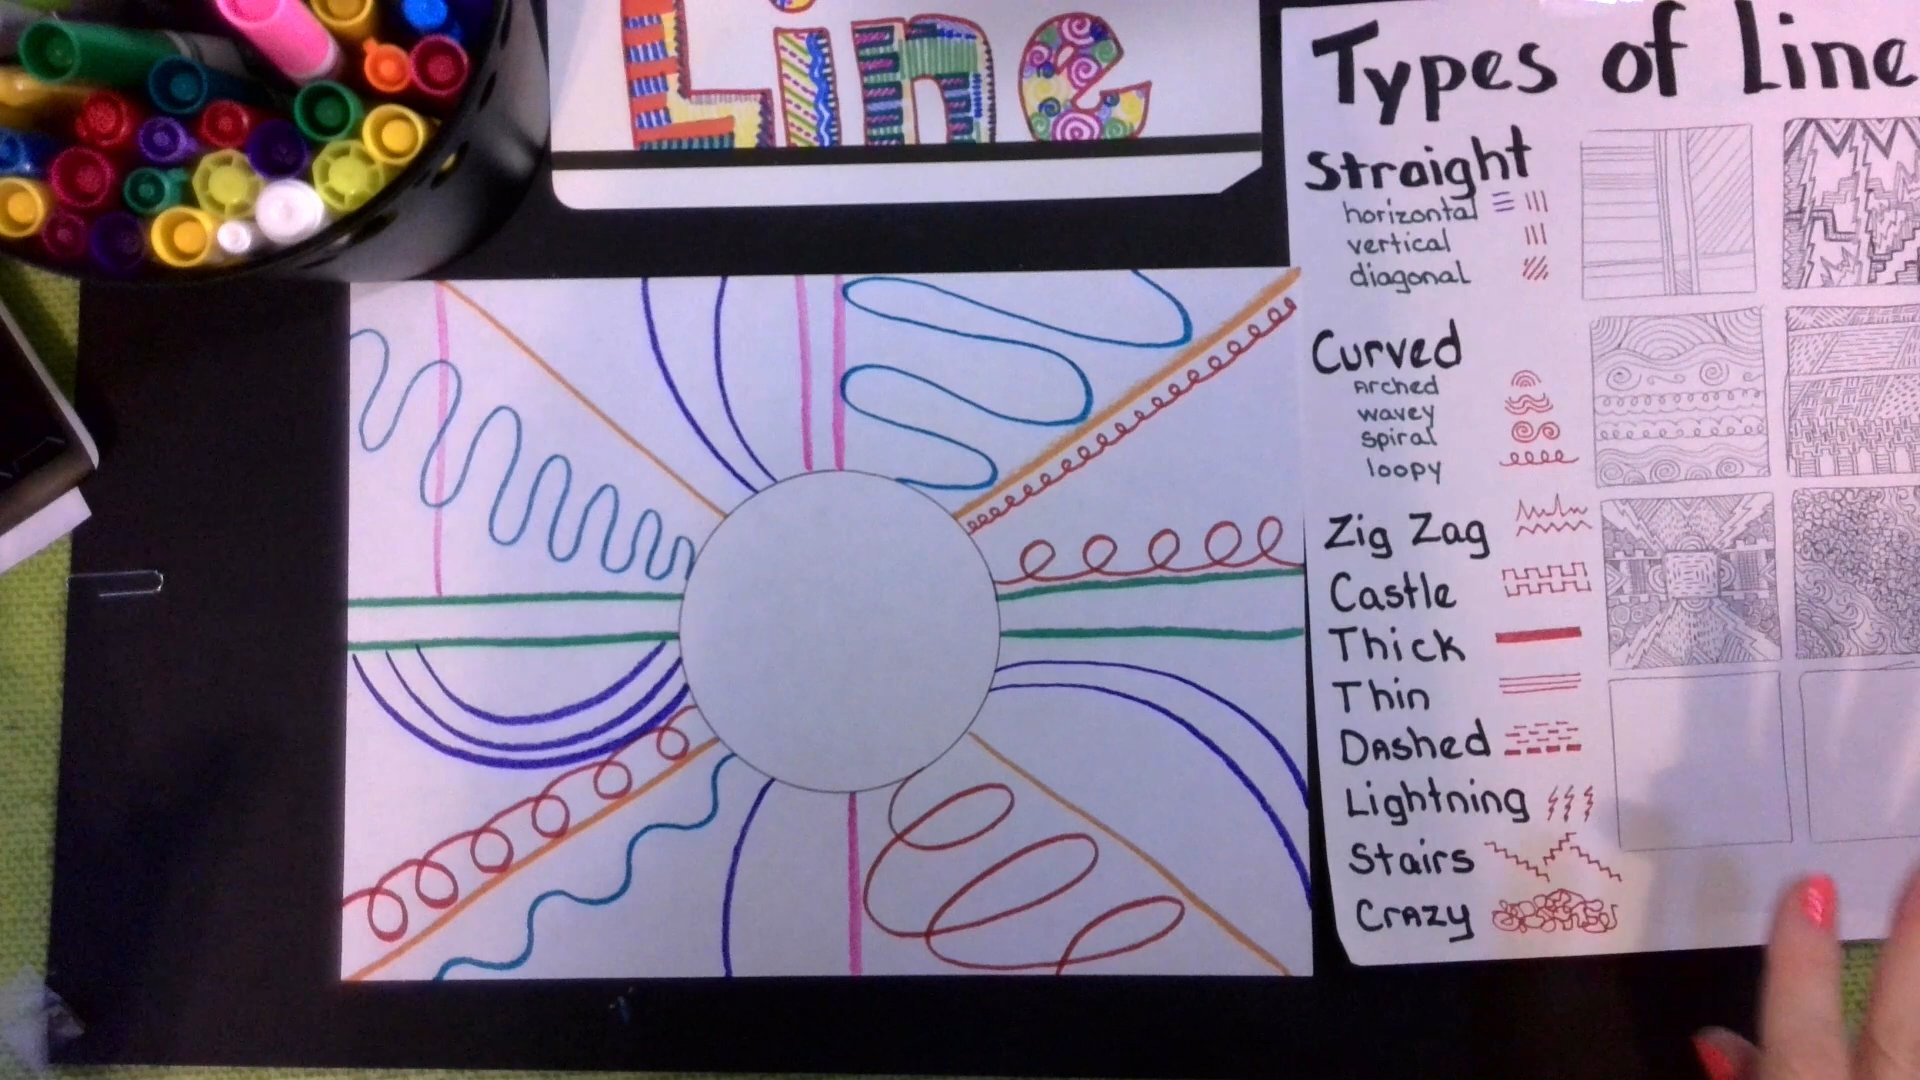 Line
Types of Line
Straight
horizontal
vertical
diagonal
Curved
Arched
wavey
spiral
loopy
Zig Zag
Castle
Thick
Thin
Dashed
Lightning
Stairs
Crazy